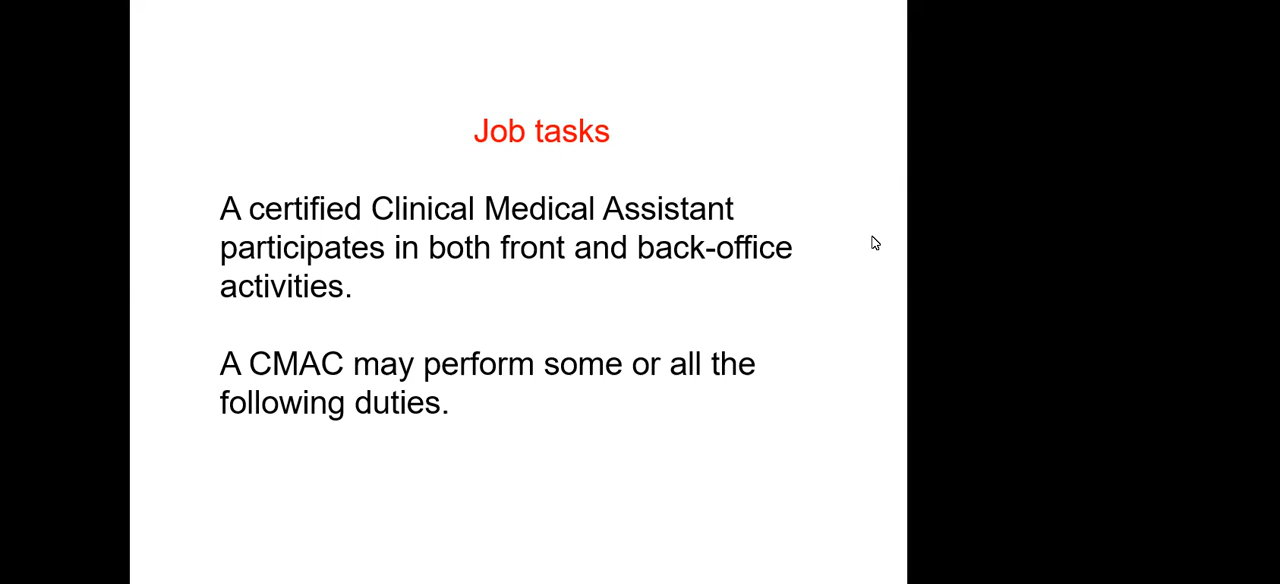 Job tasks
A certified Clinical Medical Assistant
participates in both front and back-office
activities.
A CMAC may perform some or all the
following duties.